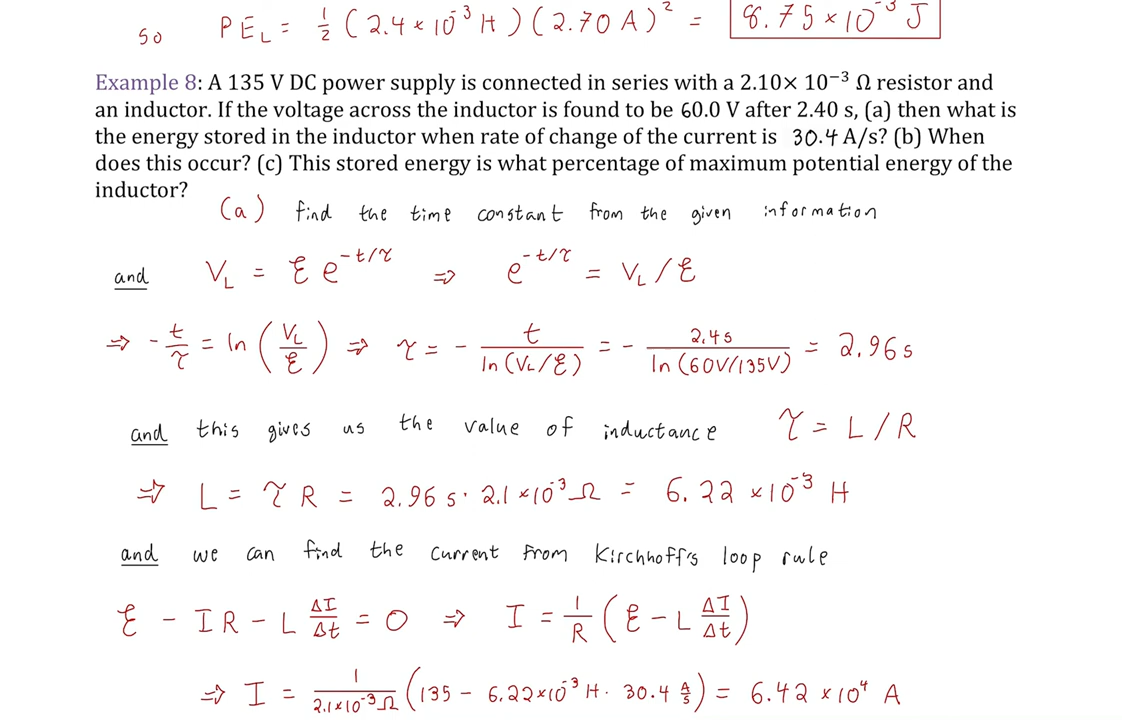 so PE_L = 1/2 (2.4 × 10⁻³ H) (2.70 A)² = 8.75 × 10⁻³ J
Example 8: A 135 V DC power supply is connected in series with a 2.10× 10⁻³ Ω resistor and
an inductor. If the voltage across the inductor is found to be 60.0 V after 2.40 s, (a) then what is
the energy stored in the inductor when rate of change of the current is 30.4 A/s? (b) When
does this occur? (c) This stored energy is what percentage of maximum potential energy of the
inductor?
(a) find the time constant from the given information
and V_L = ℰ e^(-t/τ) ⇒ e^(-t/τ) = V_L / ℰ
⇒ - t/τ = ln (V_L/ℰ) ⇒ τ = - t/ln (V_L/ℰ) = - 2.4s/ln (60V/135V) = 2.96 s
and this gives us the value of inductance τ = L / R
⇒ L = τ R = 2.96 s · 2.1 × 10⁻³ Ω = 6.22 × 10⁻³ H
and we can find the current from Kirchhoff's loop rule
ℰ - I R - L ΔI/Δt = 0 ⇒ I = 1/R (ℰ - L ΔI/Δt)
⇒ I = 1/2.1×10⁻³Ω (135 - 6.22×10⁻³ H · 30.4 A/s) = 6.42 × 10⁴ A